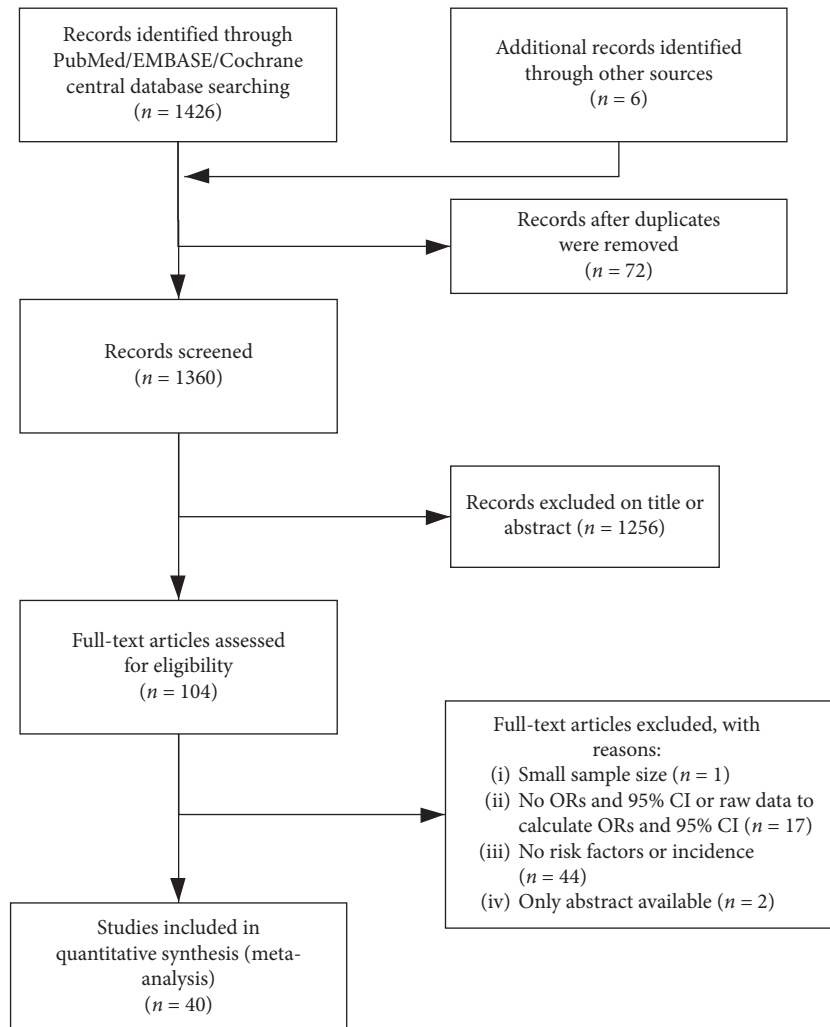 Records identified through
PubMed/EMBASE/Cochrane
central database searching
(n = 1426)
Additional records identified
through other sources
(n = 6)
Records after duplicates
were removed
(n = 72)
Records screened
(n = 1360)
Records excluded on title or
abstract (n = 1256)
Full-text articles assessed
for eligibility
(n = 104)
Full-text articles excluded, with
reasons:
(i) Small sample size (n = 1)
(ii) No ORs and 95% CI or raw data to
calculate ORs and 95% CI (n = 17)
(iii) No risk factors or incidence
(n = 44)
(iv) Only abstract available (n = 2)
Studies included in
quantitative synthesis (meta-
analysis)
(n = 40)